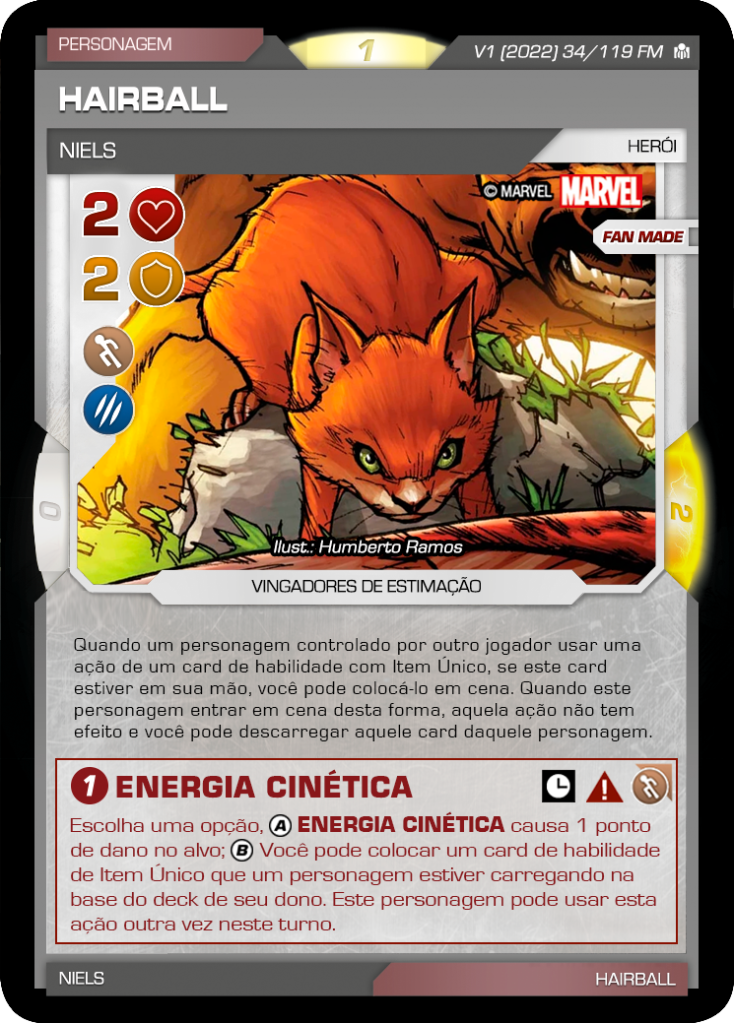 PERSONAGEM
1
V1 (2022) 34/119 FM
HAIRBALL
NIELS
HERÓI
© MARVEL MARVEL
2
FAN MADE
2
0
2
Ilust.: Humberto Ramos
VINGADORES DE ESTIMAÇÃO
Quando um personagem controlado por outro jogador usar uma
ação de um card de habilidade com Item Único, se este card
estiver em sua mão, você pode colocá-lo em cena. Quando este
personagem entrar em cena desta forma, aquela ação não tem
efeito e você pode descarregar aquele card daquele personagem.
1 ENERGIA CINÉTICA
Escolha uma opção, A ENERGIA CINÉTICA causa 1 ponto
de dano no alvo; B Você pode colocar um card de habilidade
de Item Único que um personagem estiver carregando na
base do deck de seu dono. Este personagem pode usar esta
ação outra vez neste turno.
NIELS
HAIRBALL